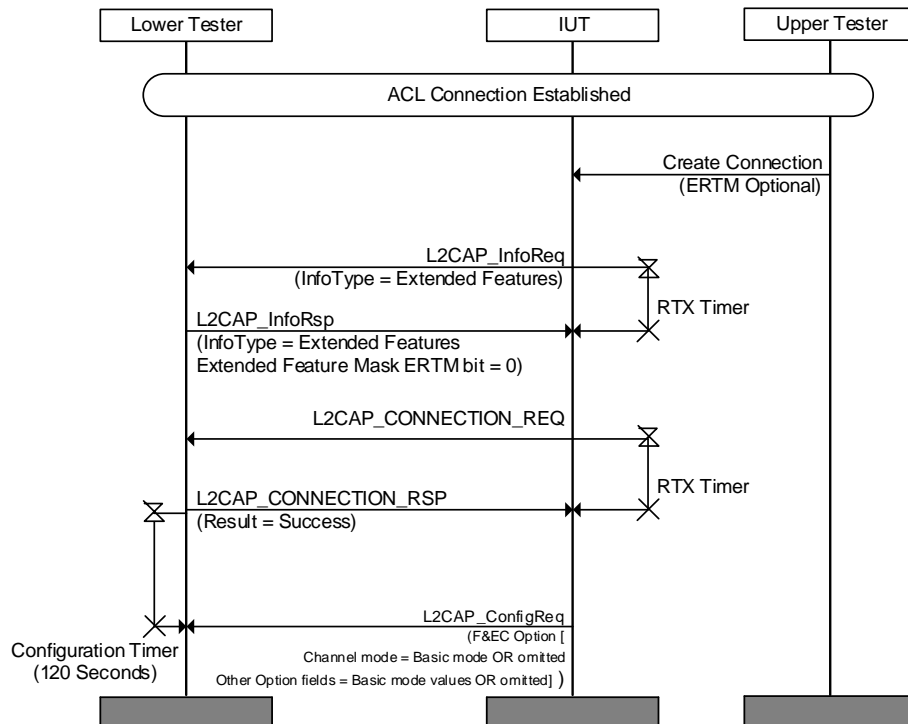 Lower Tester
IUT
Upper Tester
ACL Connection Established
Create Connection
(ERTM Optional)
L2CAP_InfoReq
(InfoType = Extended Features)
RTX Timer
L2CAP_InfoRsp
(InfoType = Extended Features
Extended Feature Mask ERTM bit = 0)
L2CAP_CONNECTION_REQ
RTX Timer
L2CAP_CONNECTION_RSP
(Result = Success)
L2CAP_ConfigReq
(F&EC Option [
Channel mode = Basic mode OR omitted
Other Option fields = Basic mode values OR omitted] )
Configuration Timer
(120 Seconds)